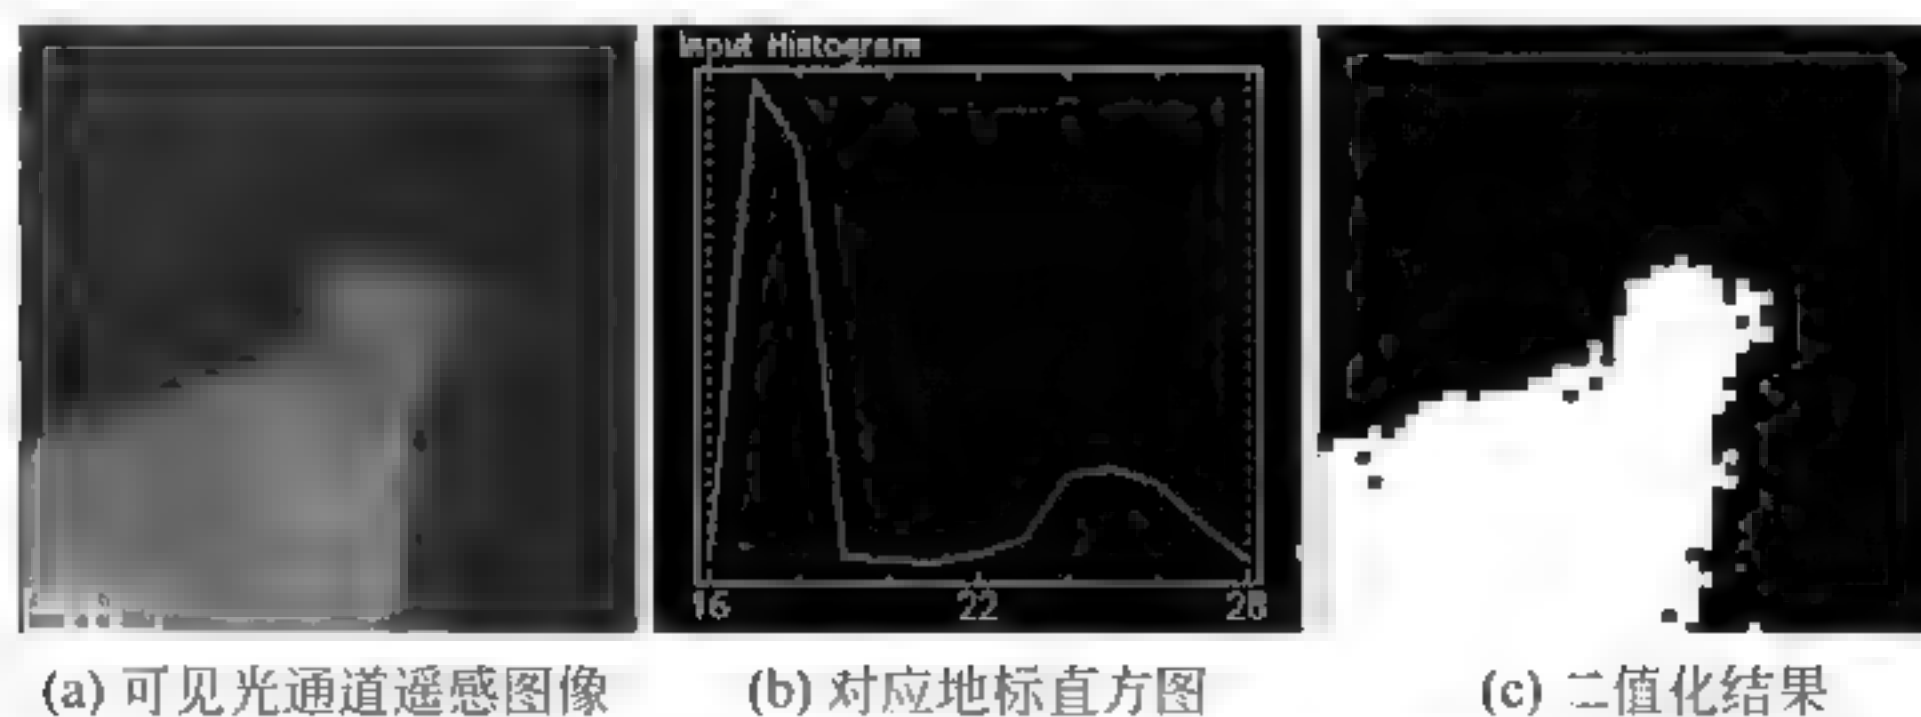 Input Histogram
16 22 28
(a) 可见光通道遥感图像
(b) 对应地标直方图
(c) 二值化结果